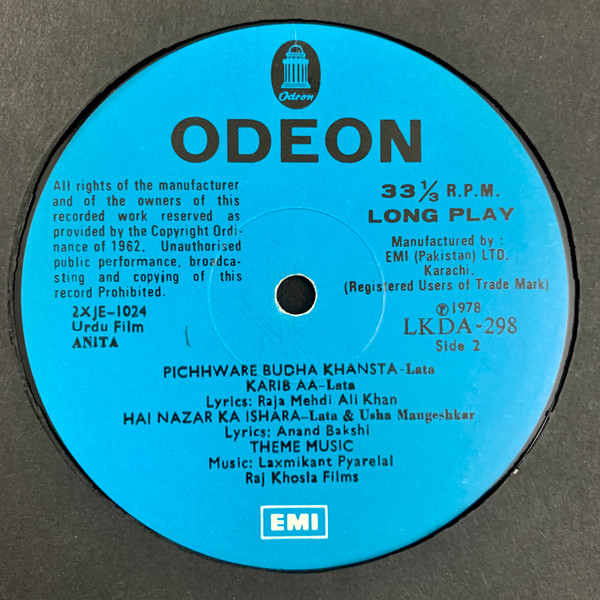 Odeon
ODEON
All rights of the manufacturer
and of the owners of this
recorded work reserved as
provided by the Copyright Ordi-
nance of 1962. Unauthorised
public performance, broadca-
sting and copying of this
record Prohibited.
33⅓ R.P.M.
LONG PLAY
Manufactured by :
EMI (Pakistan) LTD.
Karachi.
(Registered Users of Trade Mark)
2XJE-1024
Urdu Film
ANITA
℗1978
LKDA-298
Side 2
PICHHWARE BUDHA KHANSTA-Lata
KARIB AA-Lata
Lyrics: Raja Mehdi Ali Khan
HAI NAZAR KA ISHARA-Lata & Usha Mangeshkar
Lyrics: Anand Bakshi
THEME MUSIC
Music: Laxmikant Pyarelal
Raj Khosla Films
EMI